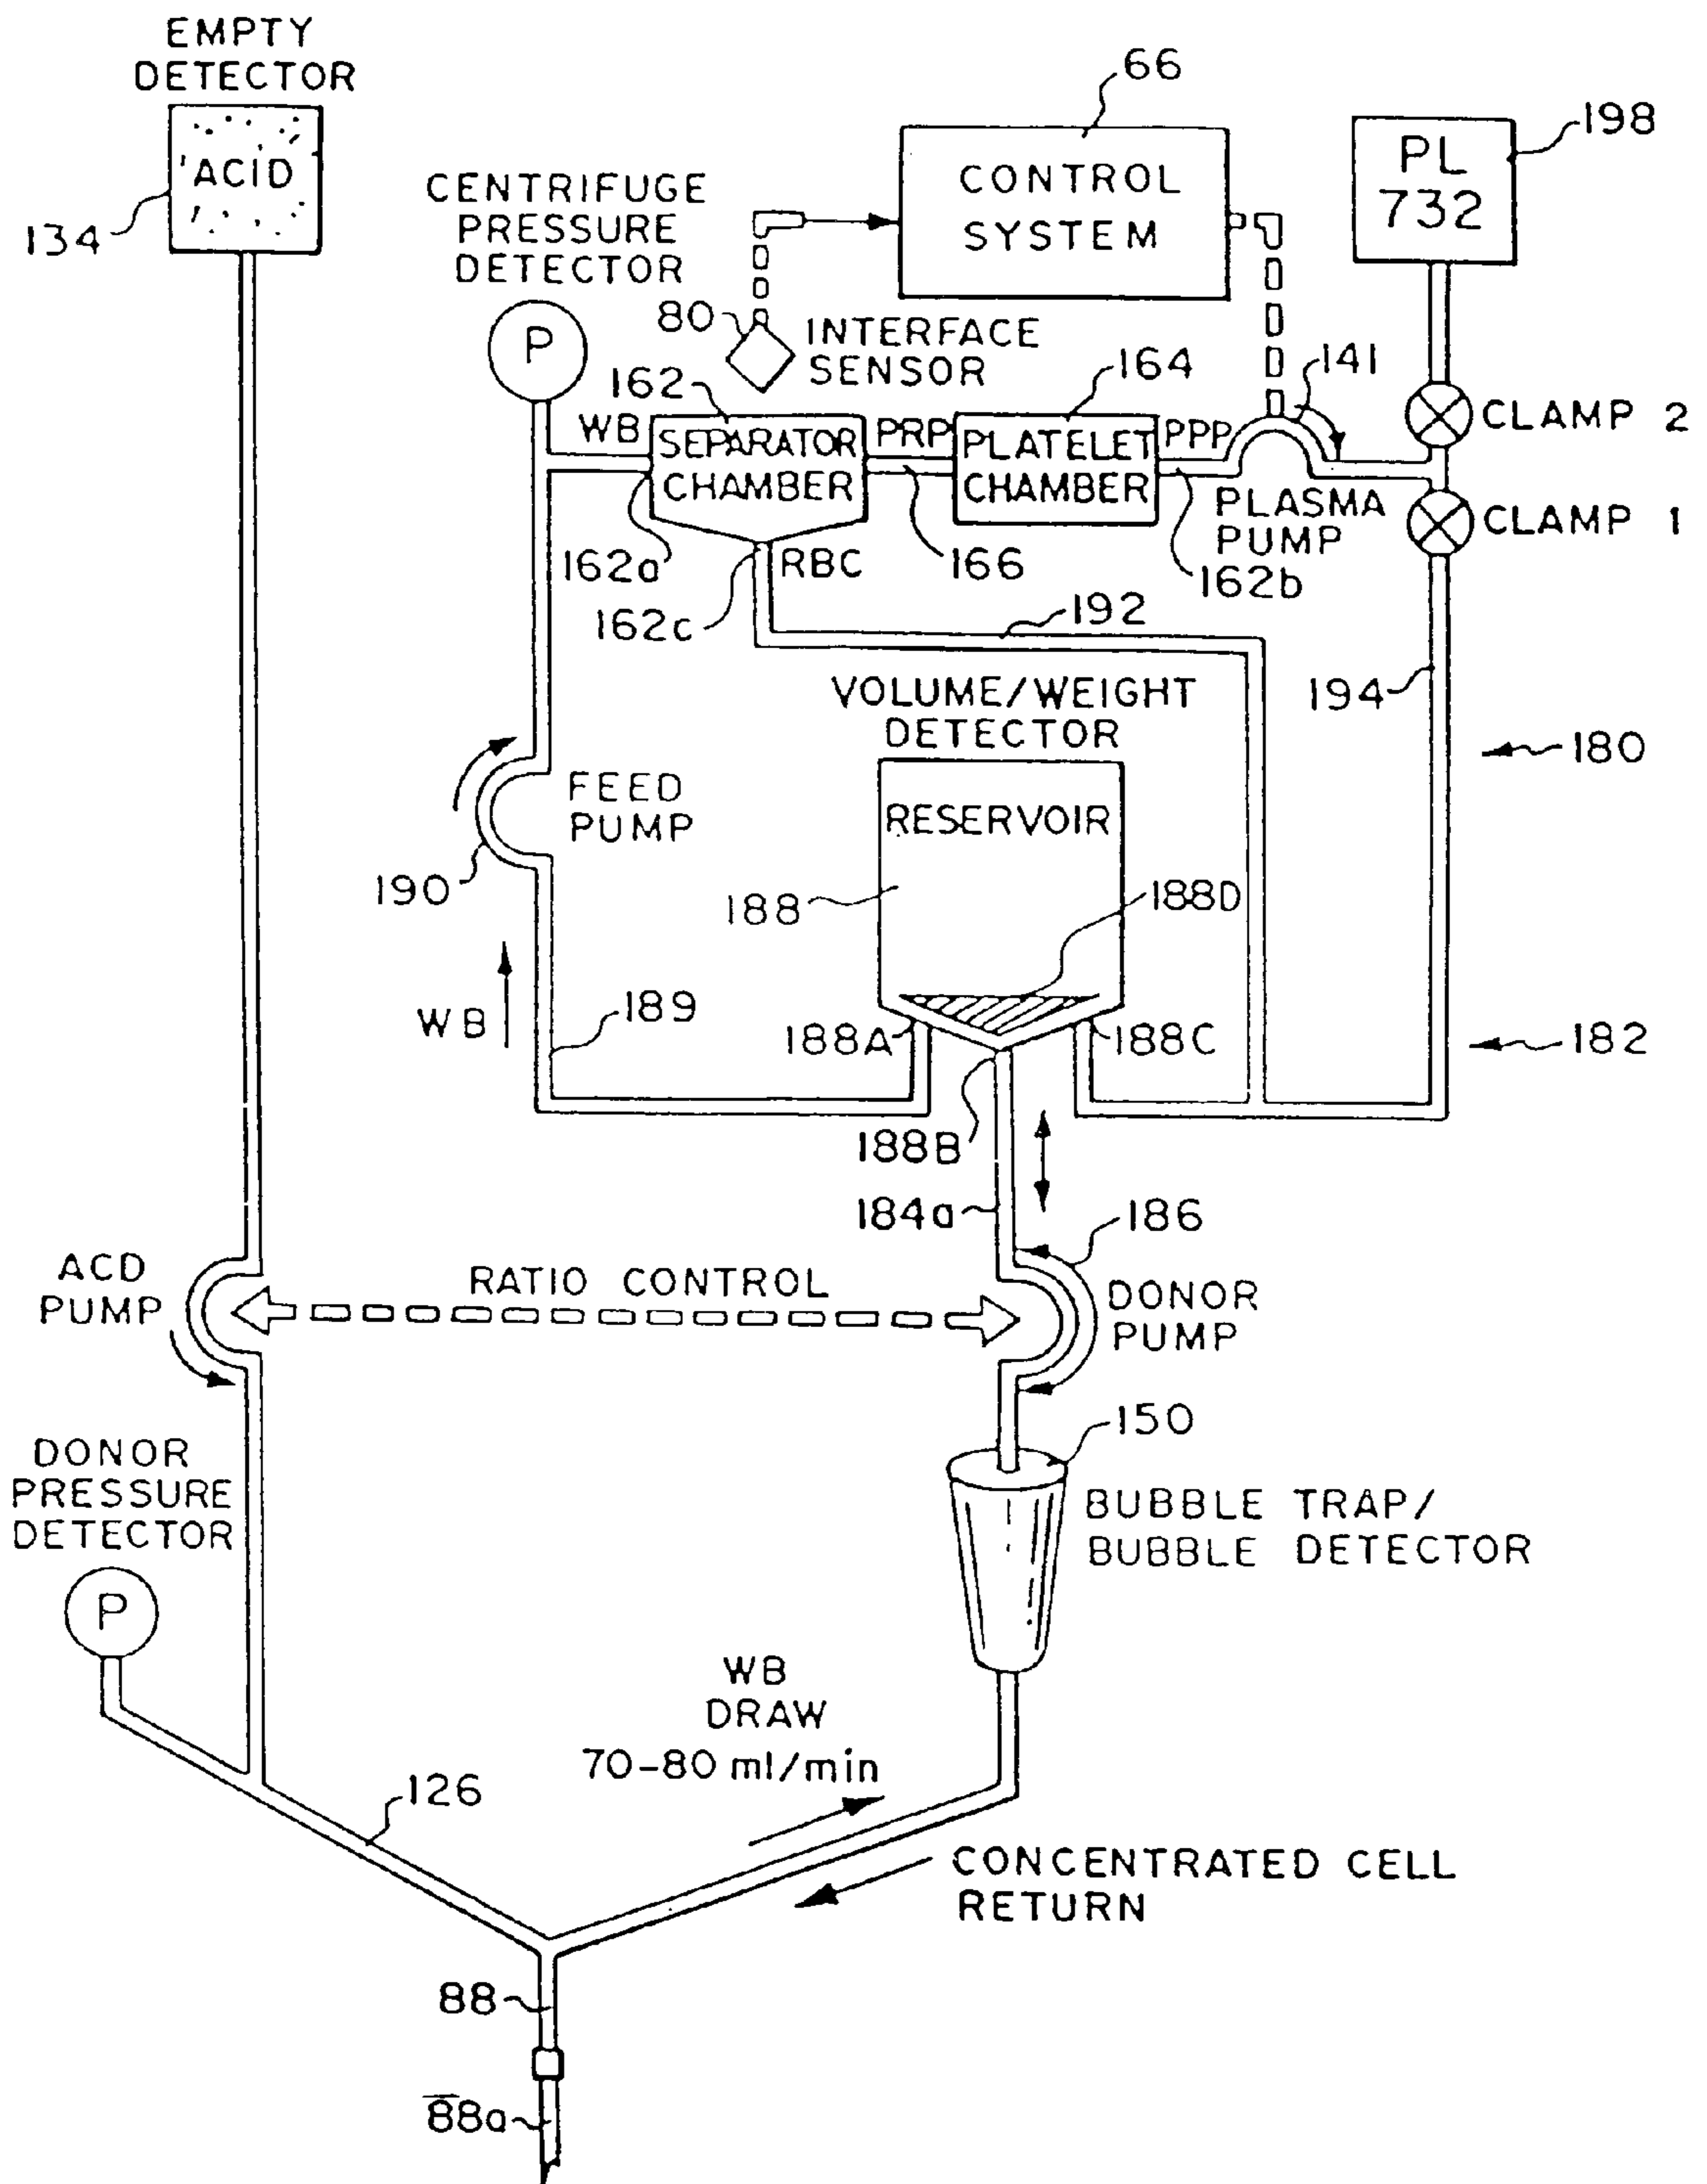 EMPTY
DETECTOR
ACID
134
66
CONTROL
SYSTEM
PL
732
198
CENTRIFUGE
PRESSURE
DETECTOR
P
80
INTERFACE
SENSOR
162
164
141
WB
SEPARATOR
CHAMBER
PRP
PLATELET
CHAMBER
PPP
CLAMP 2
PLASMA
PUMP
CLAMP 1
162a
RBC
166
162b
162c
192
194
VOLUME/WEIGHT
DETECTOR
180
FEED
PUMP
RESERVOIR
190
188
188D
WB
189
188A
188C
182
188B
184a
186
ACD
PUMP
RATIO CONTROL
DONOR
PUMP
150
DONOR
PRESSURE
DETECTOR
BUBBLE TRAP/
BUBBLE DETECTOR
P
WB
DRAW
70-80 ml/min
126
CONCENTRATED CELL
RETURN
88
88a